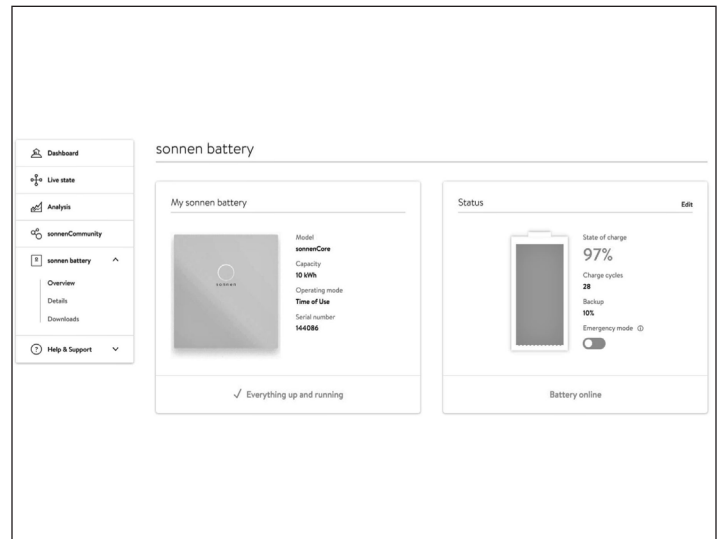 Dashboard
Live state
Analysis
sonnenCommunity
sonnen battery
Overview
Details
Downloads
Help & Support
sonnen battery
My sonnen battery
sonnen
Model
sonnenCore
Capacity
10 kWh
Operating mode
Time of Use
Serial number
144086
Everything up and running
Status
Edit
State of charge
97%
Charge cycles
28
Backup
10%
Emergency mode
Battery online